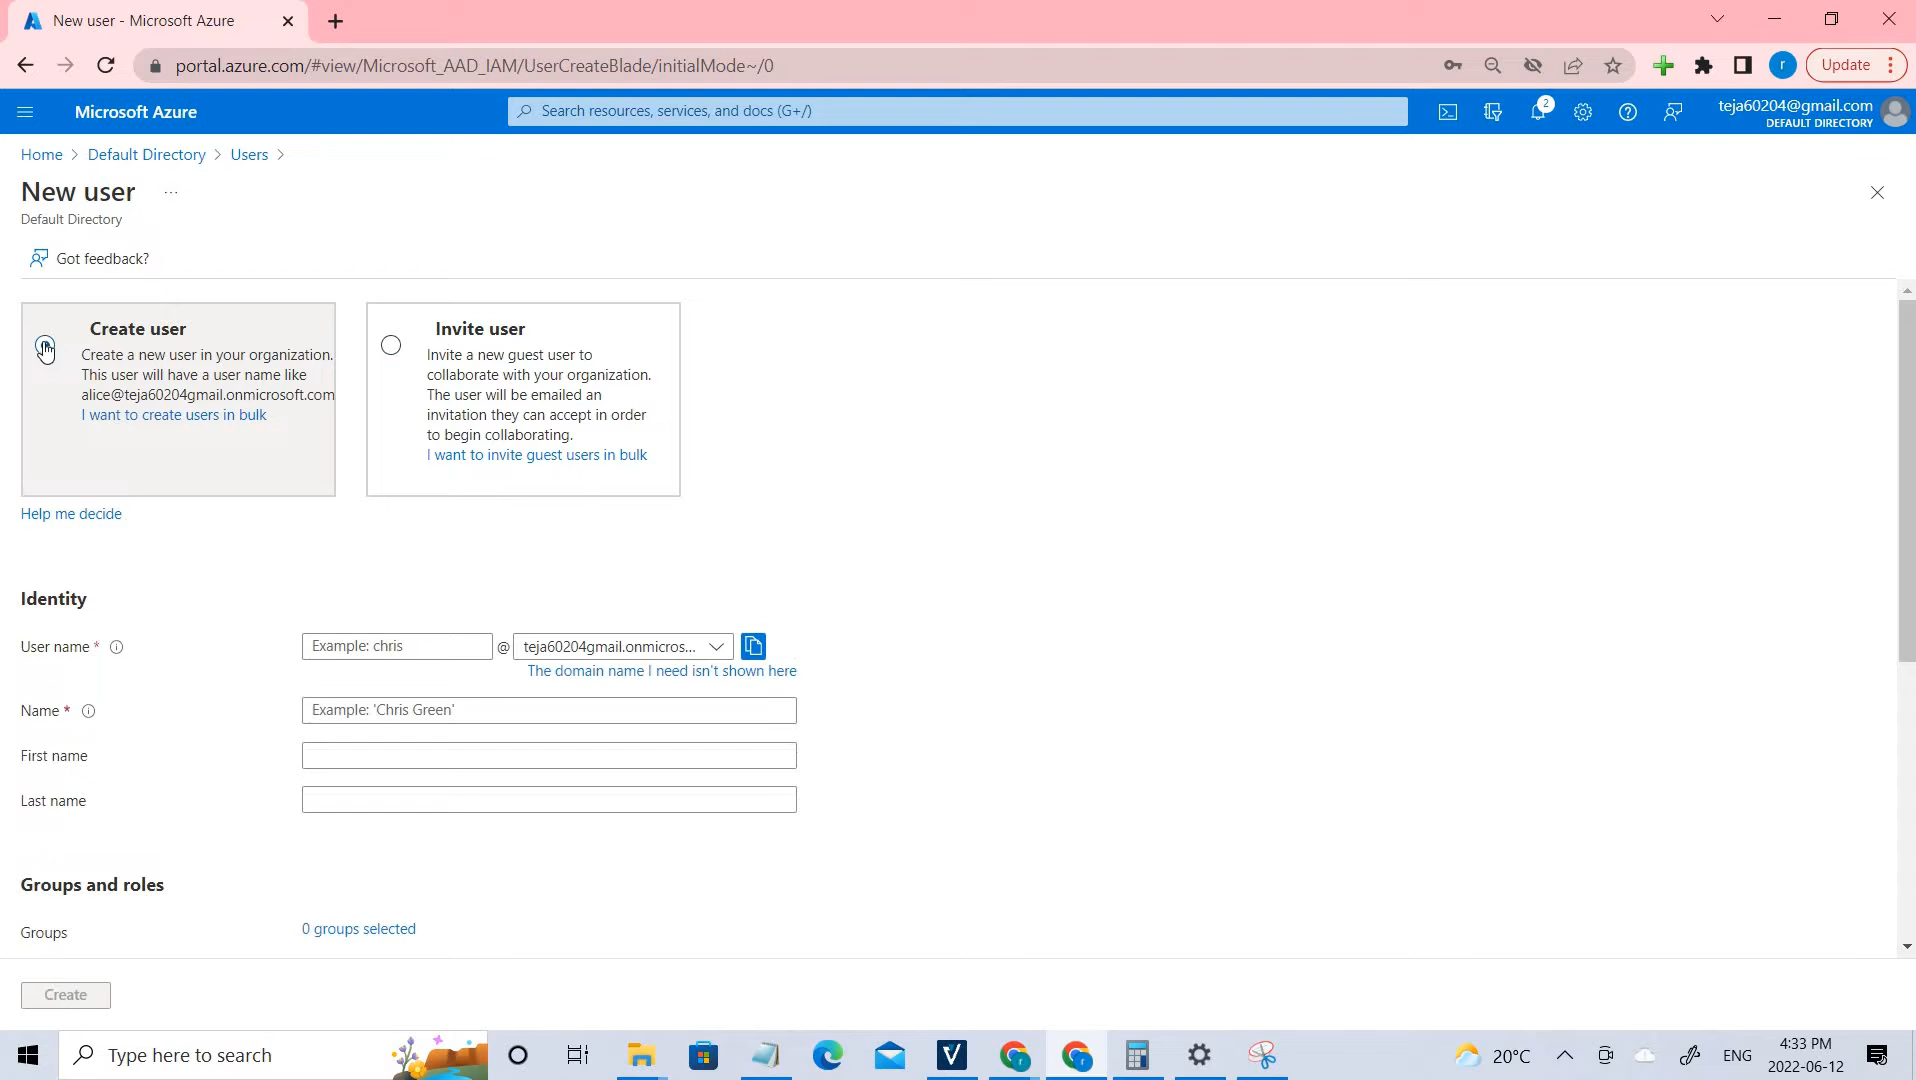 New user - Microsoft Azure
portal.azure.com/#view/Microsoft_AAD_IAM/UserCreateBlade/initialMode~/0
r
Update
Microsoft Azure
Search resources, services, and docs (G+/)
2
teja60204@gmail.com
DEFAULT DIRECTORY
Home > Default Directory > Users >
New user
...
Default Directory
Got feedback?
Create user
Create a new user in your organization.
This user will have a user name like
alice@teja60204gmail.onmicrosoft.com
I want to create users in bulk
Invite user
Invite a new guest user to
collaborate with your organization.
The user will be emailed an
invitation they can accept in order
to begin collaborating.
I want to invite guest users in bulk
Help me decide
Identity
User name *
Example: chris
@
teja60204gmail.onmicros...
The domain name I need isn't shown here
Name *
Example: 'Chris Green'
First name
Last name
Groups and roles
Groups
0 groups selected
Create
Type here to search
20°C
ENG
4:33 PM
2022-06-12